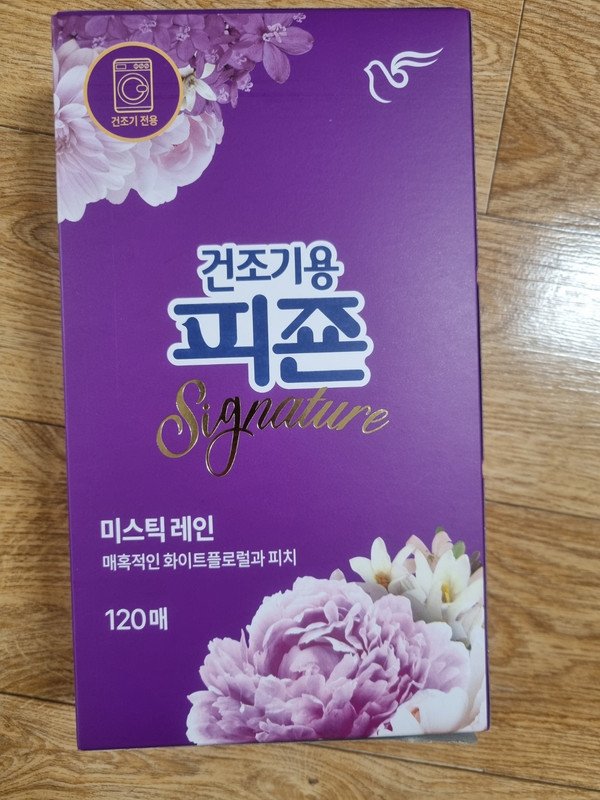 건조기 전용
건조기용
피죤
Signature
미스틱 레인
매혹적인 화이트플로럴과 피치
120매